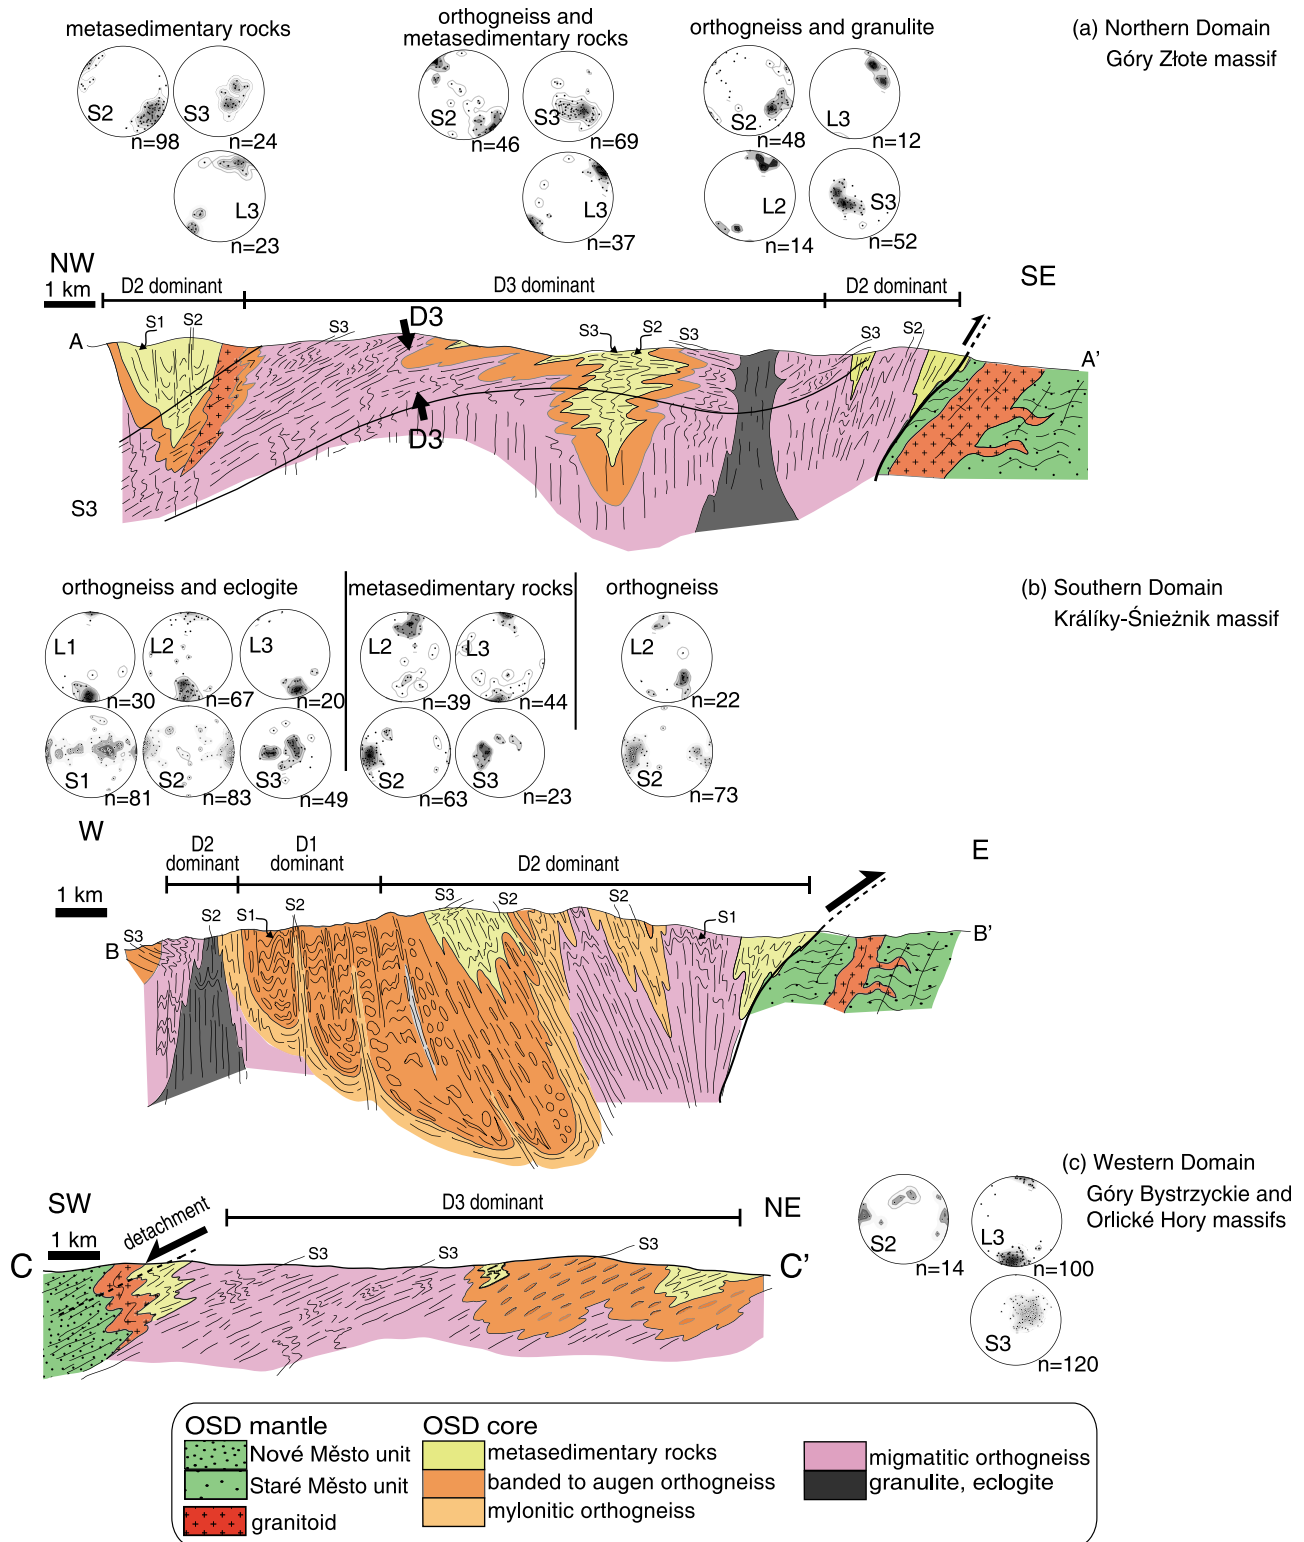 metasedimentary rocks
S2
n=98
S3
n=24
L3
n=23
orthogneiss and
metasedimentary rocks
S2
n=46
S3
n=69
L3
n=37
orthogneiss and granulite
S2
n=48
L3
n=12
L2
n=14
S3
n=52
(a) Northern Domain
Góry Złote massif
NW
SE
1 km
D2 dominant
D3 dominant
D2 dominant
A
S1
S2
S3
D3
D3
S3
S2
S3
S3
S2
A'
S3
orthogneiss and eclogite
L1
n=30
L2
n=67
L3
n=20
S1
n=81
S2
n=83
S3
n=49
metasedimentary rocks
L2
n=39
L3
n=44
S2
n=63
S3
n=23
orthogneiss
L2
n=22
S2
n=73
(b) Southern Domain
Králíky-Śnieżnik massif
W
E
D2
dominant
D1
dominant
D2 dominant
1 km
B
S3
S2
S1
S2
S3
S2
S2
S1
B'
(c) Western Domain
Góry Bystrzyckie and
Orlické Hory massifs
S2
n=14
L3
n=100
S3
n=120
SW
NE
1 km
detachment
D3 dominant
C
S3
S3
S3
C'
OSD mantle
Nové Město unit
Staré Město unit
granitoid
OSD core
metasedimentary rocks
banded to augen orthogneiss
mylonitic orthogneiss
migmatitic orthogneiss
granulite, eclogite